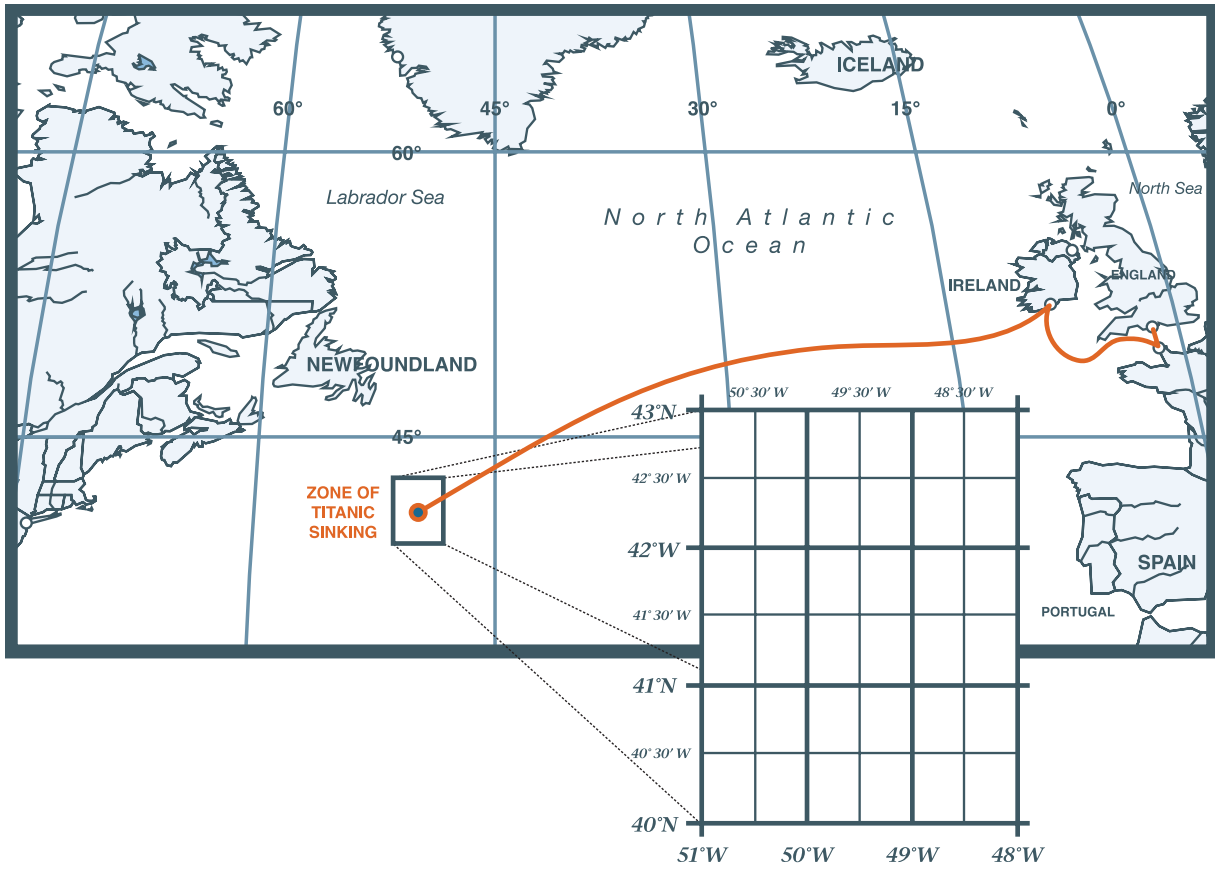 ICELAND
60°
45°
30°
15°
0°
60°
Labrador Sea
North Sea
North Atlantic
Ocean
ENGLAND
IRELAND
NEWFOUNDLAND
50°30' W
49°30' W
48°30' W
43°N
45°
42°30' W
ZONE OF
TITANIC
SINKING
42°W
SPAIN
41°30' W
PORTUGAL
41°N
40°30' W
40°N
51°W
50°W
49°W
48°W